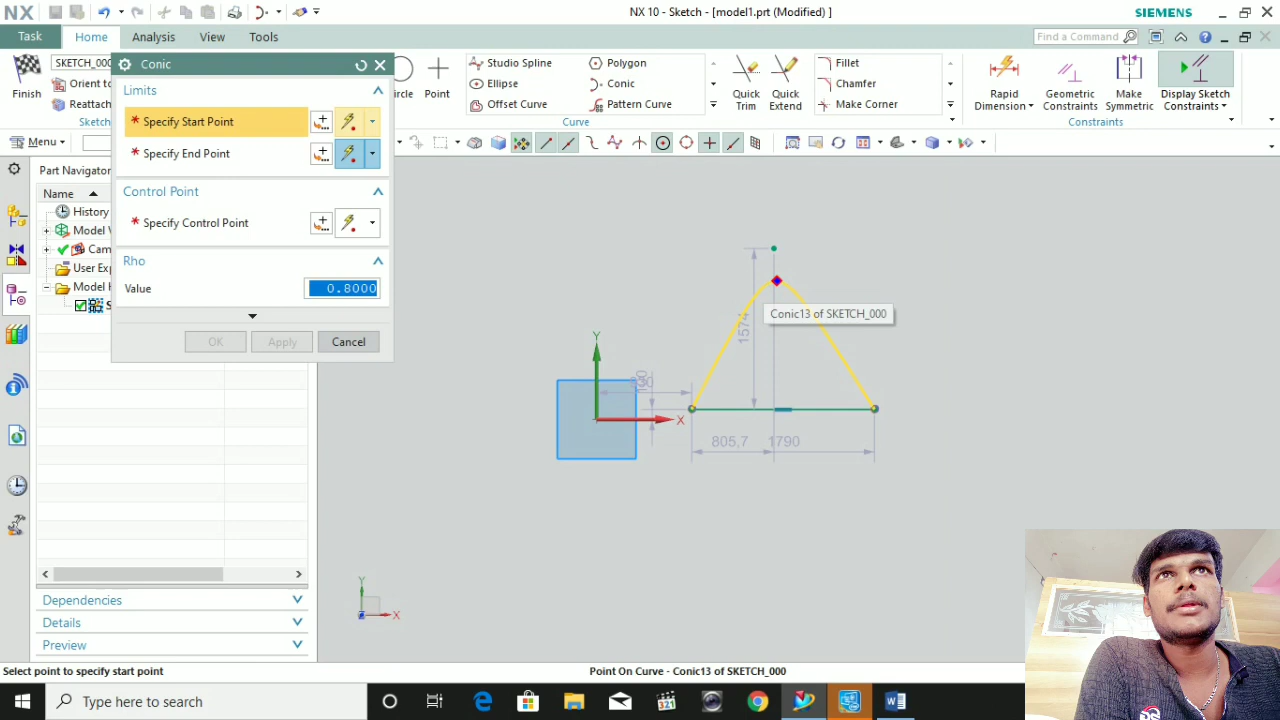 NX
NX 10 - Sketch - [model1.prt (Modified) ]
SIEMENS
Task Home Analysis View Tools
Find a Command
Finish
SKETCH_000
Orient to
Reattach
Sketch
Conic
Limits
* Specify Start Point
* Specify End Point
Control Point
* Specify Control Point
Rho
Value 0.8000
OK Apply Cancel
Circle
Point
Studio Spline
Ellipse
Offset Curve
Polygon
Conic
Pattern Curve
Curve
Quick Trim
Quick Extend
Fillet
Chamfer
Make Corner
Rapid Dimension
Geometric Constraints
Make Symmetric
Display Sketch Constraints
Constraints
Menu
Part Navigator
Name
History
Model V
Cam
User Exp
Model H
S
Y
X
1574
Conic13 of SKETCH_000
805,7 1790
Y
X
Dependencies
Details
Preview
Select point to specify start point
Point On Curve - Conic13 of SKETCH_000
Type here to search
321